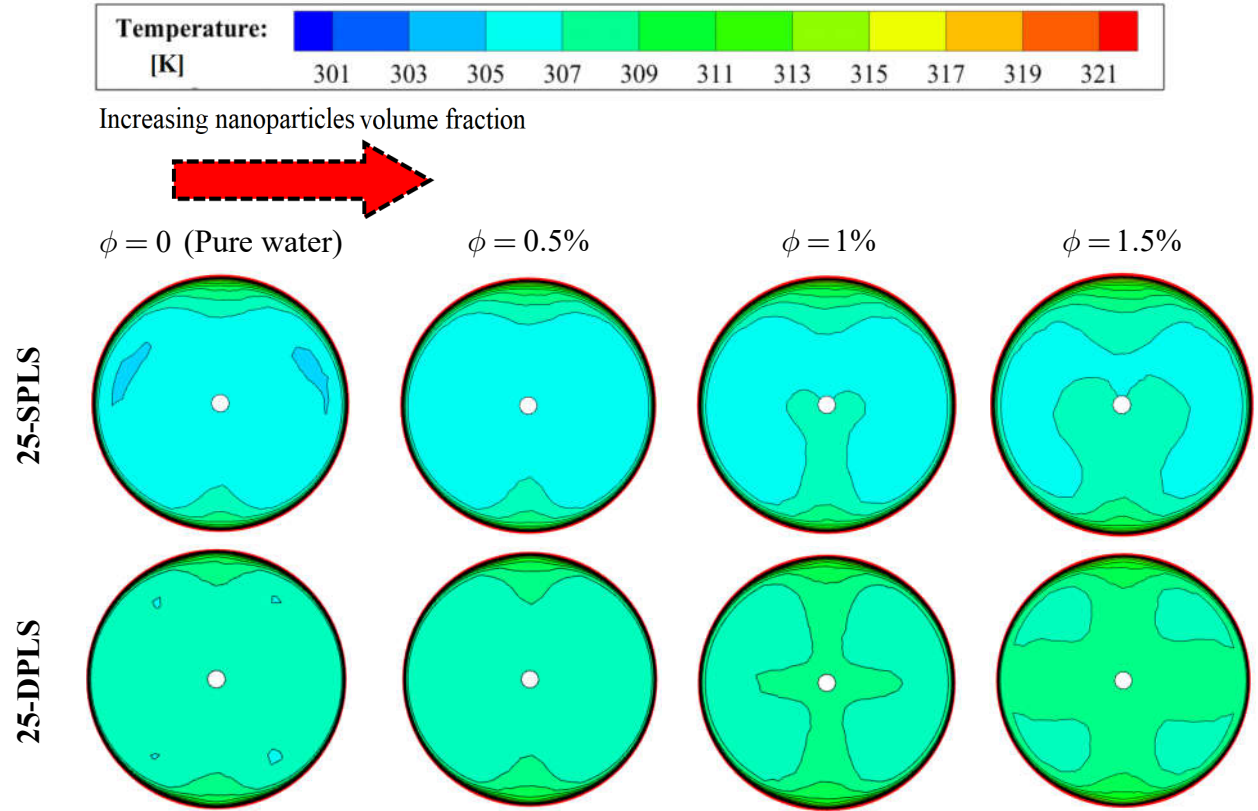 Temperature:
[K]
301 303 305 307 309 311 313 315 317 319 321
Increasing nanoparticles volume fraction
ϕ = 0 (Pure water) ϕ = 0.5% ϕ = 1% ϕ = 1.5%
25-SPLS
25-DPLS